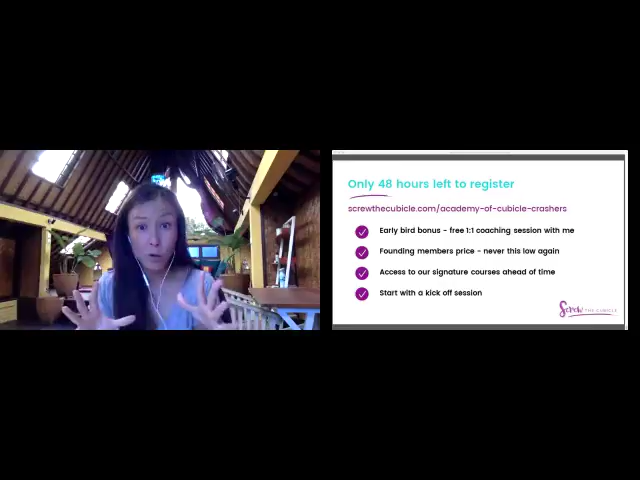 Only 48 hours left to register
screwthecubicle.com/academy-of-cubicle-crashers
Early bird bonus - free 1:1 coaching session with me
Founding members price - never this low again
Access to our signature courses ahead of time
Start with a kick off session
Screw THE CUBICLE